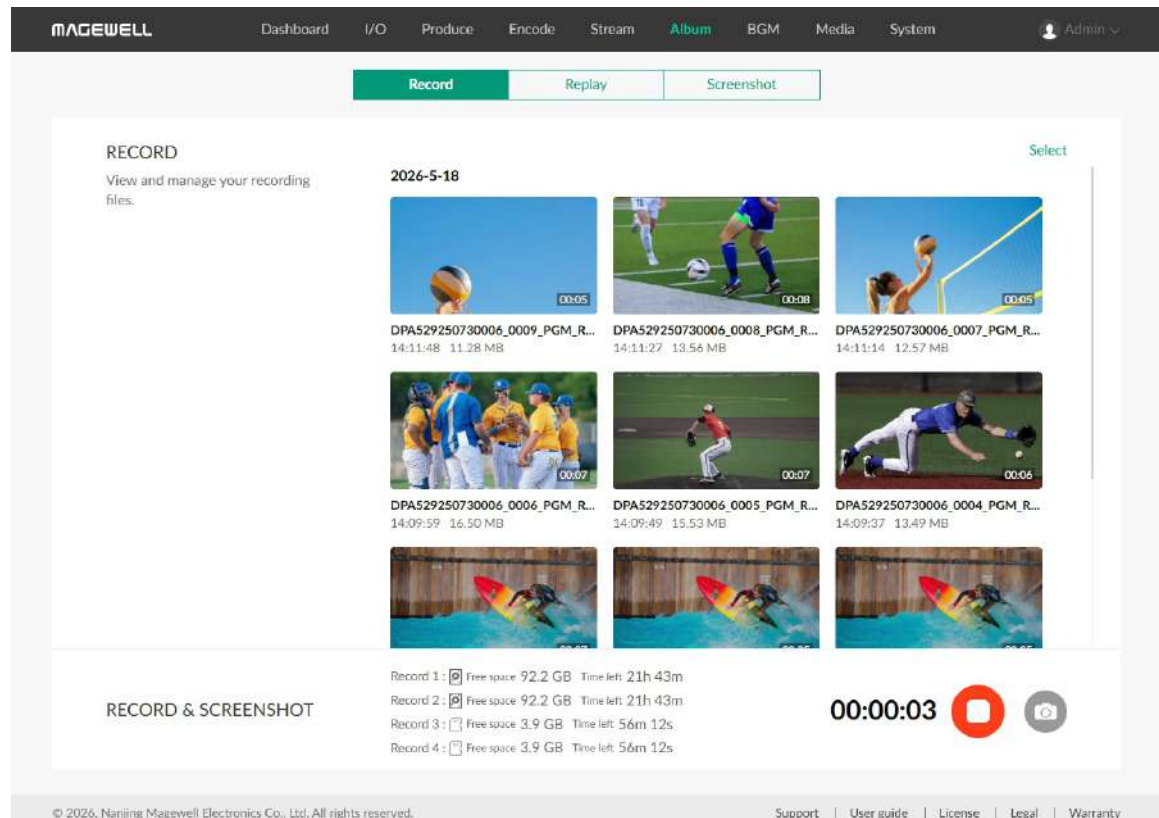 MAGEWELL Dashboard I/O Produce Encode Stream Album BGM Media System Admin
Record Replay Screenshot
RECORD
View and manage your recording
files.
Select
2026-5-18
00:05 00:08 00:05
DPA529250730006_0009_PGM_R... DPA529250730006_0008_PGM_R... DPA529250730006_0007_PGM_R...
14:11:48 11.28 MB 14:11:27 13.56 MB 14:11:14 12.57 MB
00:07 00:07 00:06
DPA529250730006_0006_PGM_R... DPA529250730006_0005_PGM_R... DPA529250730006_0004_PGM_R...
14:09:59 16.50 MB 14:09:49 15.53 MB 14:09:37 13.49 MB
RECORD & SCREENSHOT
Record 1 : Free space 92.2 GB Time left 21h 43m
Record 2 : Free space 92.2 GB Time left 21h 43m
Record 3 : Free space 3.9 GB Time left 56m 12s
Record 4 : Free space 3.9 GB Time left 56m 12s
00:00:03
© 2026, Nanjing Magewell Electronics Co., Ltd. All rights reserved. Support | User guide | License | Legal | Warranty